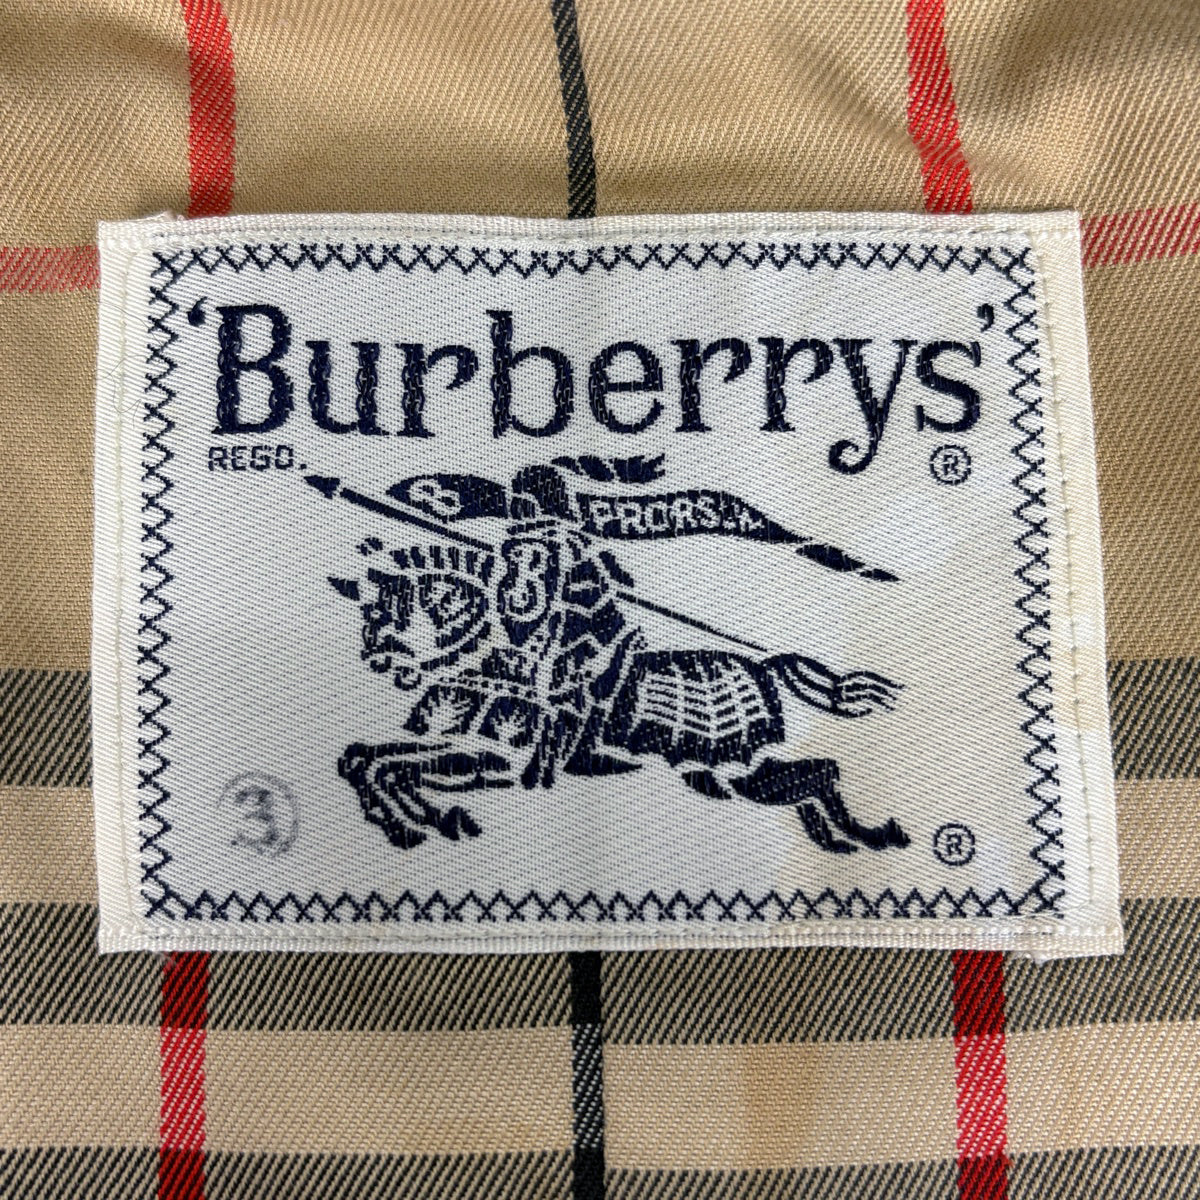 'Burberrys'
REGD. ®
B PRORSUM
B
3
®